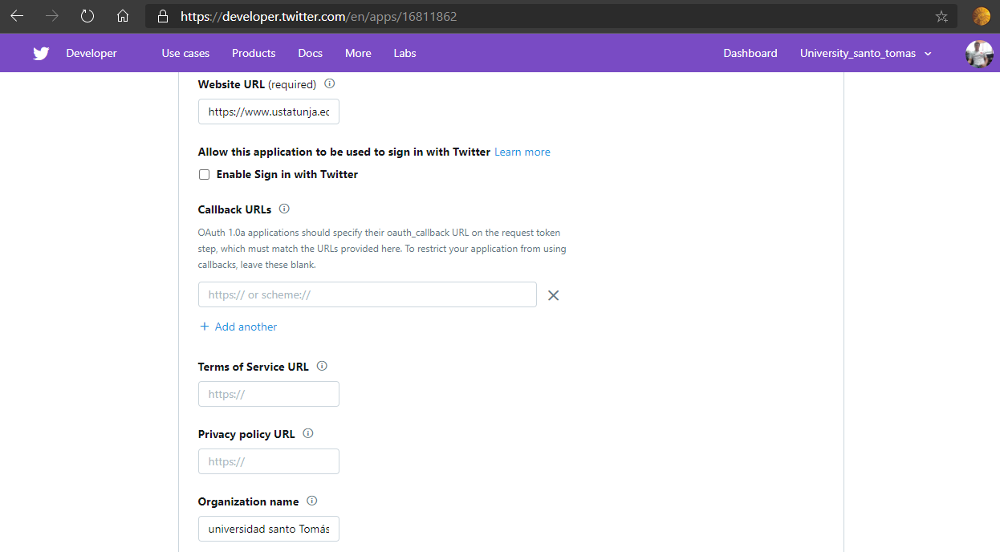 https://developer.twitter.com/en/apps/16811862
Developer Use cases Products Docs More Labs Dashboard University_santo_tomas
Website URL (required)
https://www.ustatunja.ec
Allow this application to be used to sign in with Twitter Learn more
Enable Sign in with Twitter
Callback URLs
OAuth 1.0a applications should specify their oauth_callback URL on the request token
step, which must match the URLs provided here. To restrict your application from using
callbacks, leave these blank.
https:// or scheme://
+ Add another
Terms of Service URL
https://
Privacy policy URL
https://
Organization name
universidad santo Tomás